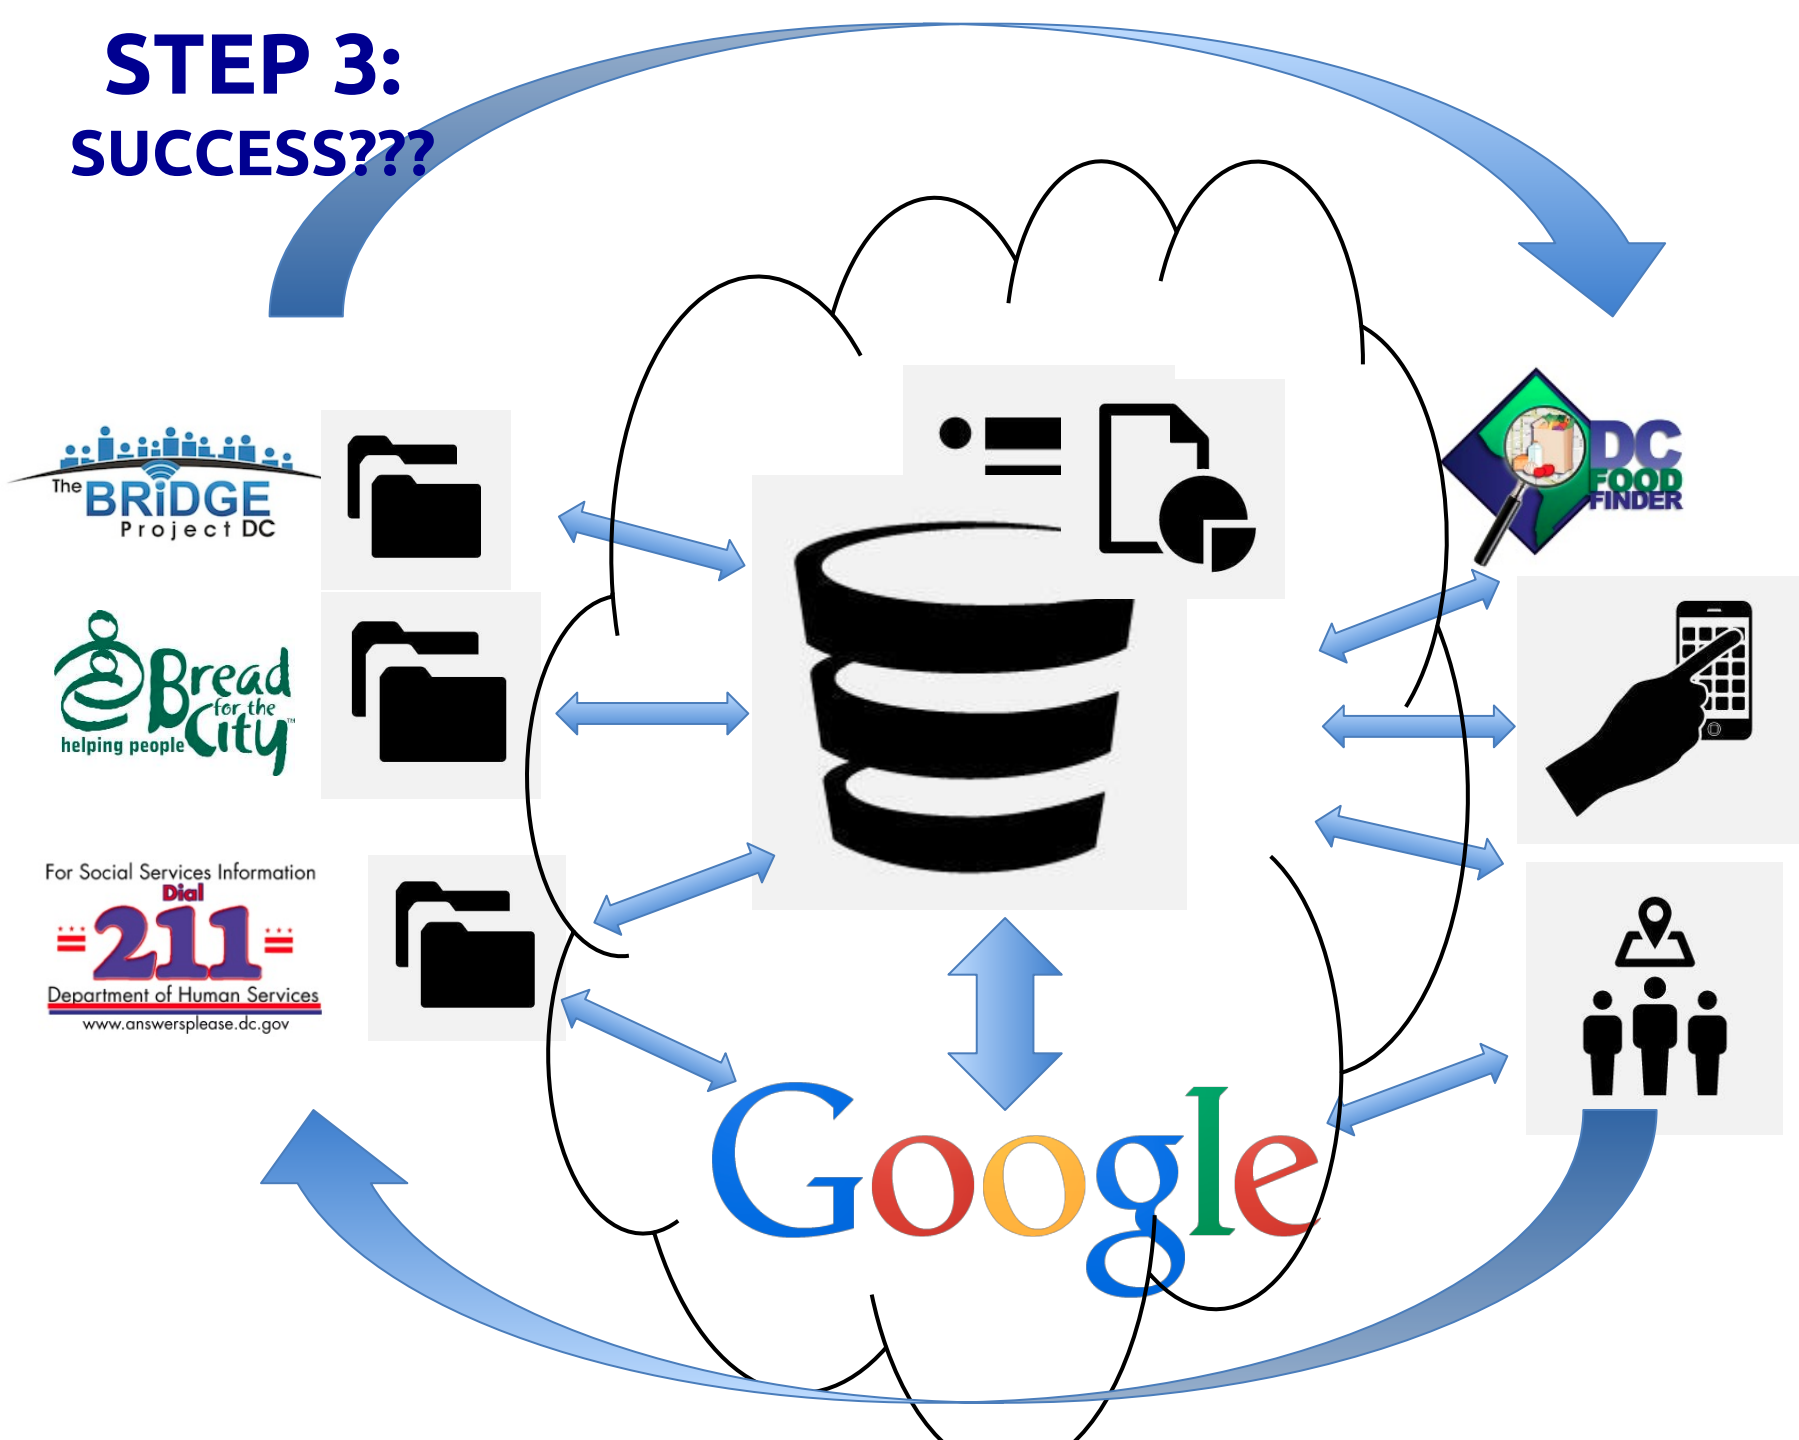 STEP 3:
SUCCESS???
The BRiDGE
Project DC
Bread
for the
City™
helping people
For Social Services Information
Dial
211
Department of Human Services
www.answersplease.dc.gov
DC
FOOD
FINDER
Google